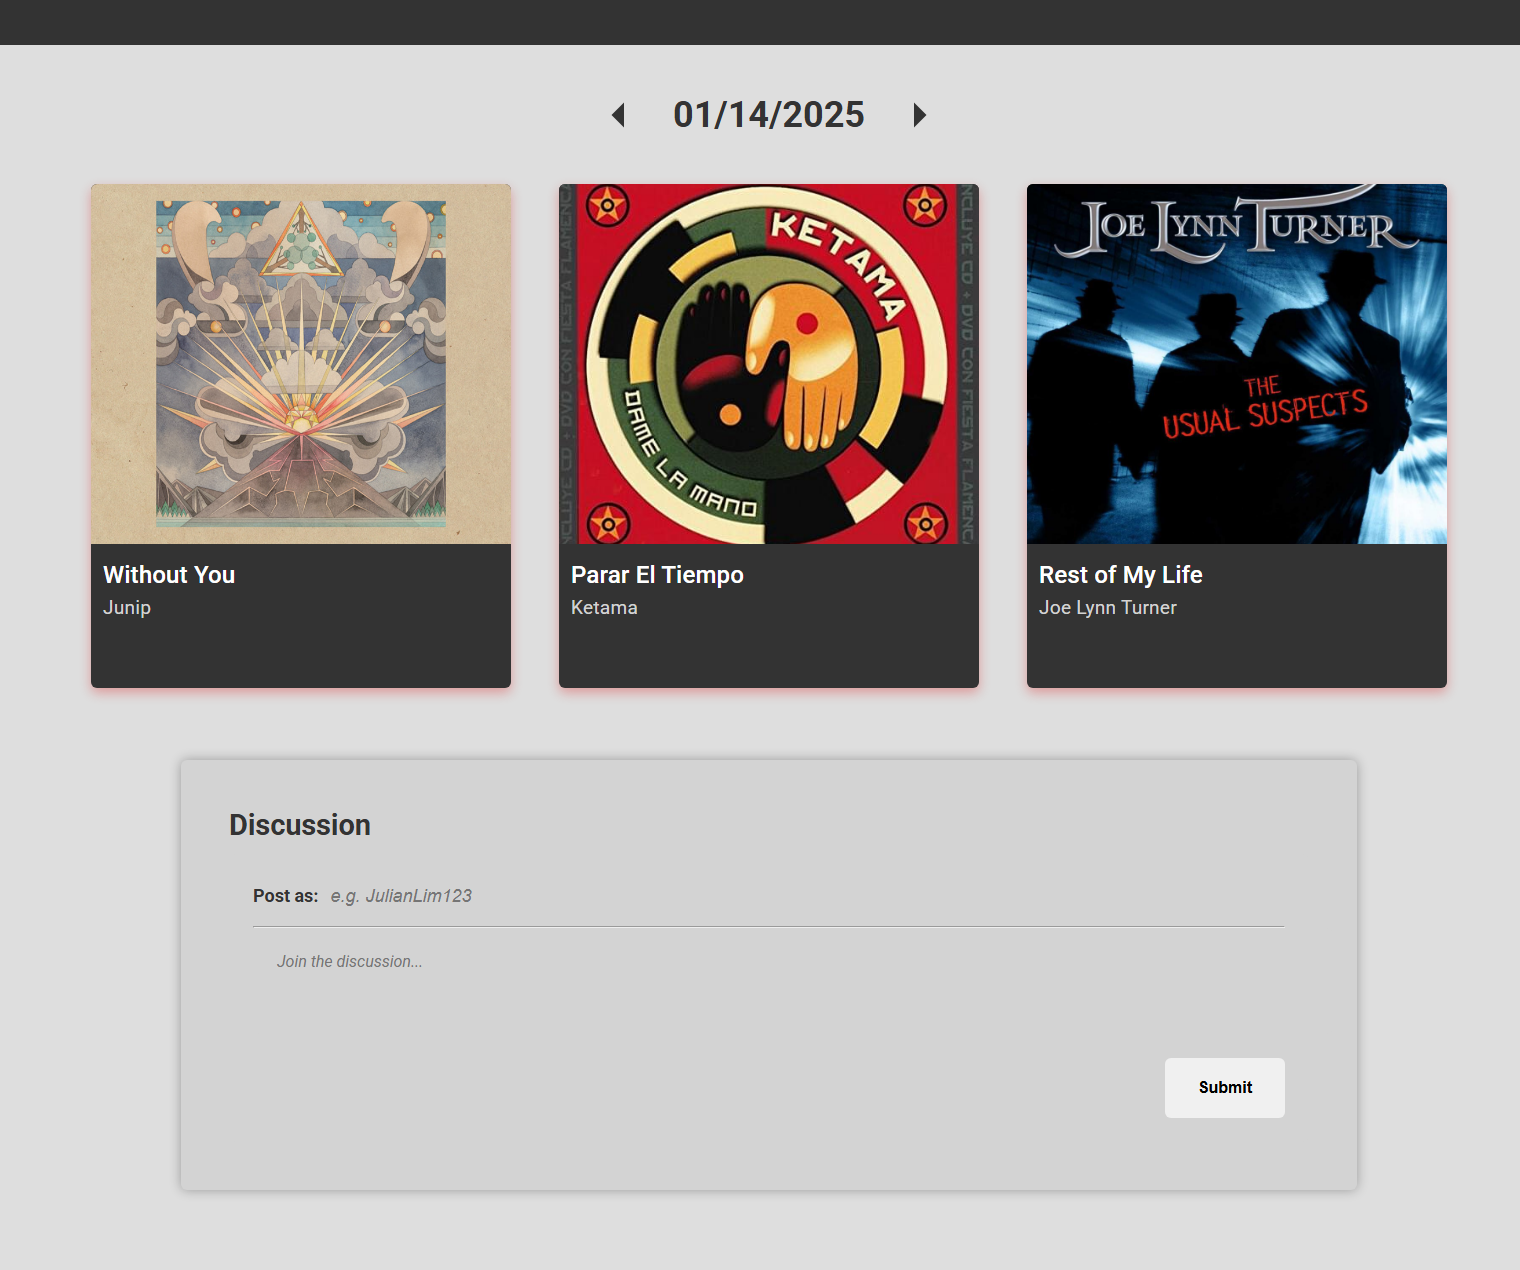 01/14/2025
INCLUYE CD + DVD CON FIESTA FLAMENCA
KETAMA
DAME LA MANO
INCLUYE CD + DVD CON FIESTA FLAMENCA
JOE LYNN TURNER
THE
USUAL SUSPECTS
Without You
Junip
Parar El Tiempo
Ketama
Rest of My Life
Joe Lynn Turner
Discussion
Post as: e.g. JulianLim123
Join the discussion...
Submit